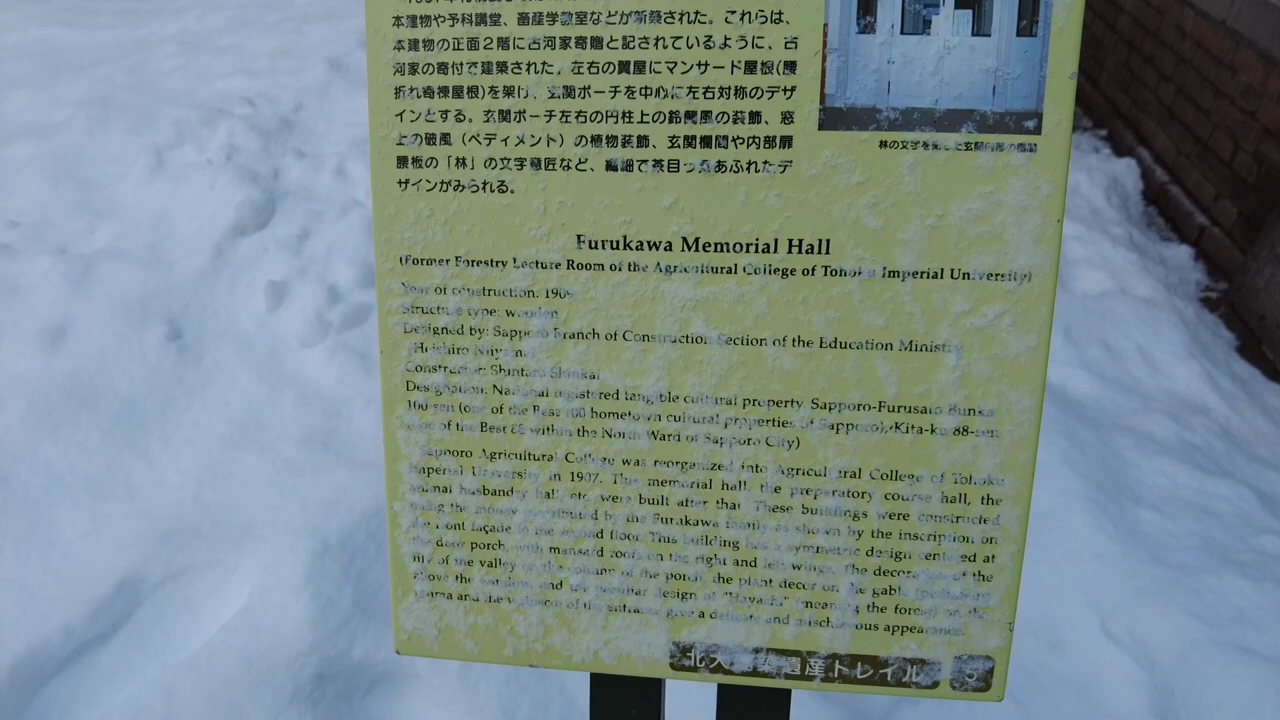 本建物や予科講堂、畜産学教室などが新築された。これらは、
本建物の正面2階に古河家寄贈と記されているように、古
河家の寄付で建築された。左右の翼屋にマンサード屋根(腰
折れ寄棟屋根)を架け、玄関ポーチを中心に左右対称のデザ
インとする。玄関ポーチ左右の円柱上の鈴蘭風の装飾、窓
上の破風(ペディメント)の植物装飾、玄関欄間や内部扉
腰板の「林」の文字意匠など、繊細で茶目っ気あふれたデ
ザインがみられる。
林の文字を した玄関内部の
Furukawa Memorial Hall
(Former Forestry Lecture Room of the Agricultural College of Tohoku Imperial University)
Year of construction: 1909
Structure type: wooden
Designed by: Sapporo Branch of Construction Section of the Education Ministry
Constructor: Shintaro Shinkai
Designation: National registered tangible cultural property, Sapporo-Furusato Bunka
100-sen (one of the Best 100 hometown cultural properties of Sapporo), Kita-ku 88-sen
(one of the Best 88 within the North Ward of Sapporo City)
Sapporo Agricultural College was reorganized into Agricultural College of Tohoku
Imperial University in 1907. This memorial hall, the preparatory course hall, the
animal husbandry hall, etc. were built after that. These buildings were constructed
using the money contributed by the Furukawa family as shown by the inscription on
the front façade to the second floor. This building has a symmetric design centered at
the door porch, with mansard roofs on the right and left wings. The decoration of the
lily of the valley on the column of the porch, the plant decor on the gable (pediment)
above the window, and the peculiar design of "Hayashi" (meaning the forest) on the
ramma and the wainscot of the entrance give a delicate and mischievous appearance.
北大建築遺産トレイル 5